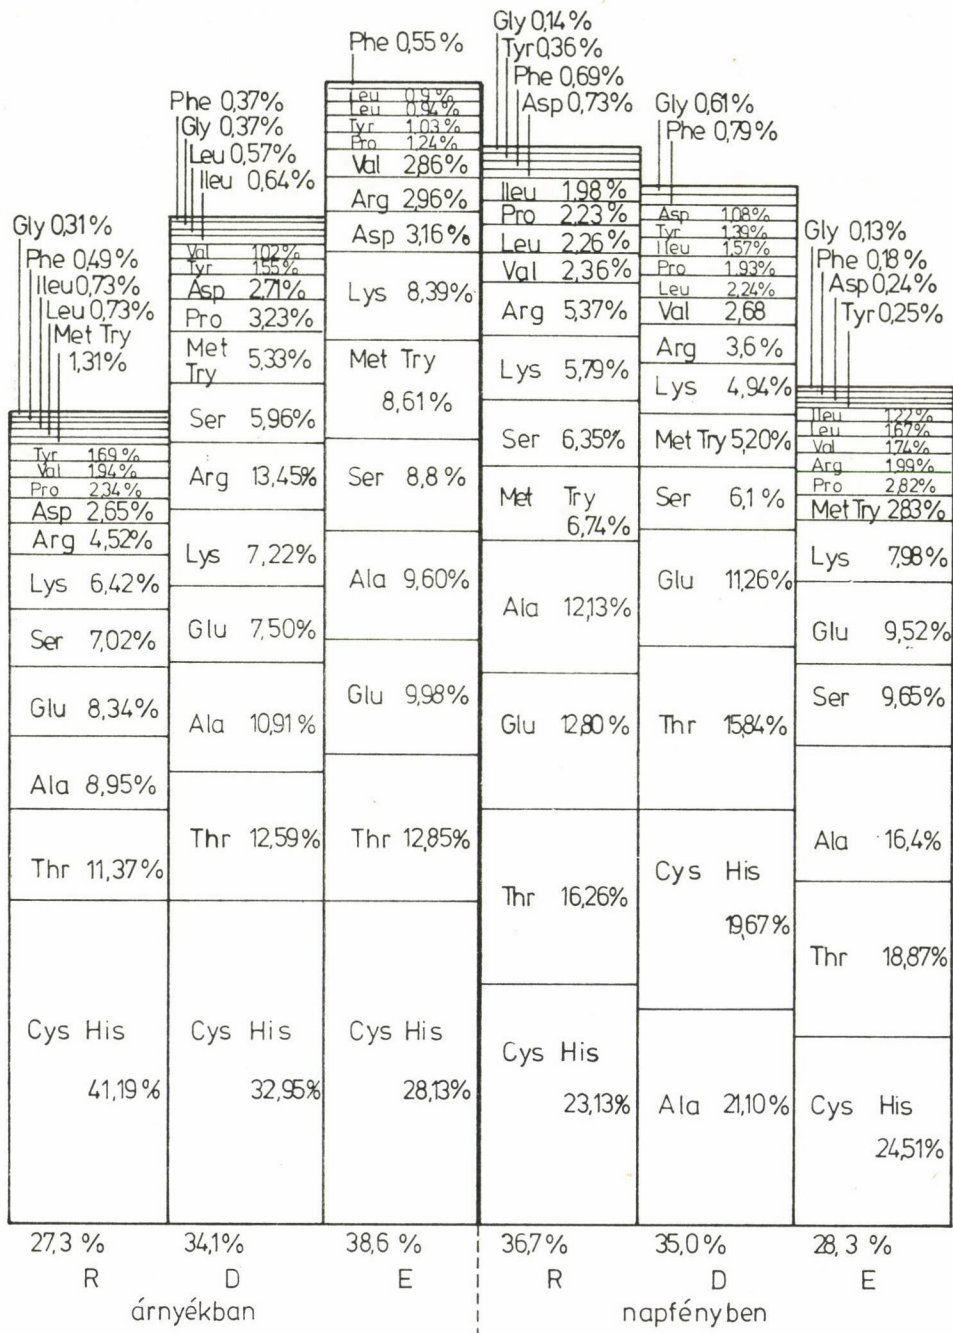 Gly 0,31%
Phe 0,49%
Ileu 0,73%
Leu 0,73%
Met Try
1,31%
Tyr 1,69%
Val 1,94%
Pro 2,34%
Asp 2,65%
Arg 4,52%
Lys 6,42%
Ser 7,02%
Glu 8,34%
Ala 8,95%
Thr 11,37%
Cys His
41,19%
27,3 %
R
Phe 0,37%
Gly 0,37%
Leu 0,57%
Ileu 0,64%
Val 1,02%
Tyr 1,55%
Asp 2,71%
Pro 3,23%
Met
Try 5,33%
Ser 5,96%
Arg 13,45%
Lys 7,22%
Glu 7,50%
Ala 10,91%
Thr 12,59%
Cys His
32,95%
34,1%
D
Phe 0,55%
Leu 0,9%
Leu 0,94%
Tyr 1,03%
Pro 1,24%
Val 2,86%
Arg 2,96%
Asp 3,16%
Lys 8,39%
Met Try
8,61%
Ser 8,8%
Ala 9,60%
Glu 9,98%
Thr 12,85%
Cys His
28,13%
38,6 %
E
árnyékban
Gly 0,14%
Tyr 0,36%
Phe 0,69%
Asp 0,73%
Ileu 1,98%
Pro 2,23%
Leu 2,26%
Val 2,36%
Arg 5,37%
Lys 5,79%
Ser 6,35%
Met Try
6,74%
Ala 12,13%
Glu 12,80%
Thr 16,26%
Cys His
23,13%
36,7%
R
Gly 0,61%
Phe 0,79%
Asp 1,08%
Tyr 1,39%
Ileu 1,57%
Pro 1,93%
Leu 2,24%
Val 2,68
Arg 3,6%
Lys 4,94%
Met Try 5,20%
Ser 6,1%
Glu 11,26%
Thr 15,84%
Cys His
19,67%
Ala 21,10%
35,0%
D
Gly 0,13%
Phe 0,18%
Asp 0,24%
Tyr 0,25%
Ileu 1,22%
Leu 1,67%
Val 1,74%
Arg 1,99%
Pro 2,82%
Met Try 2,83%
Lys 7,98%
Glu 9,52%
Ser 9,65%
Ala 16,4%
Thr 18,87%
Cys His
24,51%
28,3 %
E
napfényben